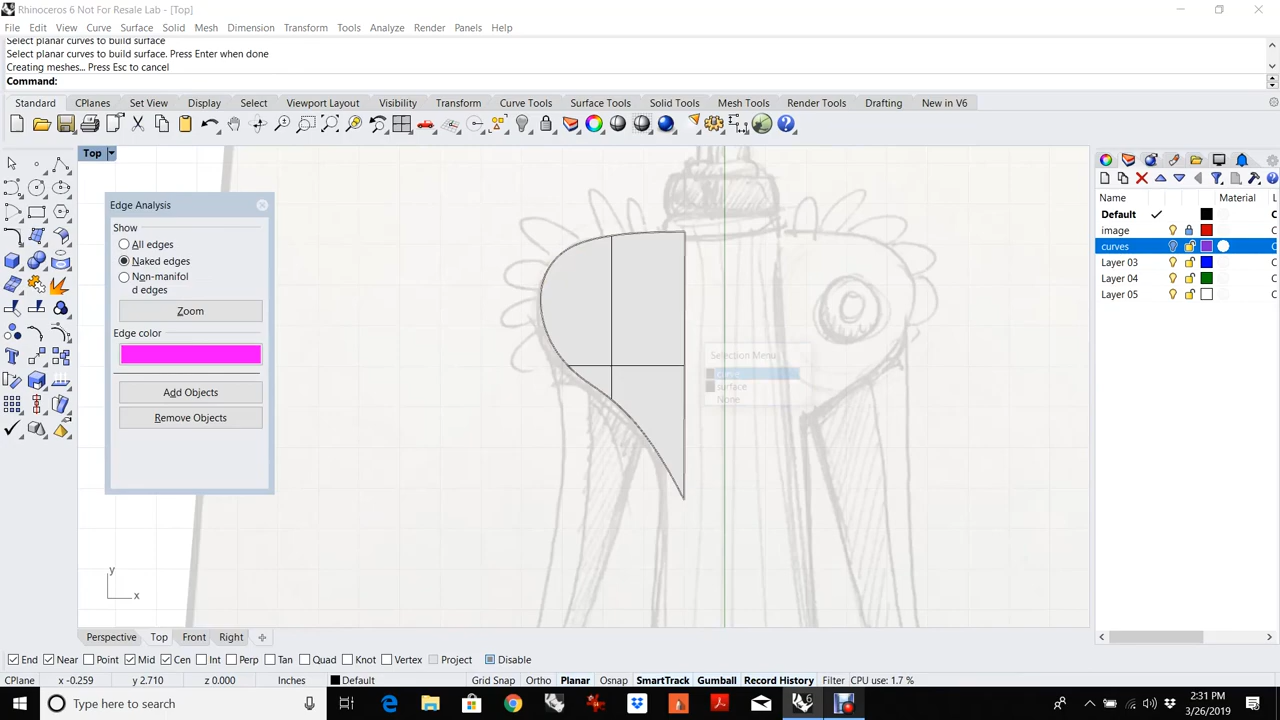 Rhinoceros 6 Not For Resale Lab - [Top]
File Edit View Curve Surface Solid Mesh Dimension Transform Tools Analyze Render Panels Help
Select planar curves to build surface
Select planar curves to build surface. Press Enter when done
Creating meshes... Press Esc to cancel
Command:
Standard CPlanes Set View Display Select Viewport Layout Visibility Transform Curve Tools Surface Tools Solid Tools Mesh Tools Render Tools Drafting New in V6
Top
Edge Analysis
Show
All edges
Naked edges
Non-manifol
d edges
Zoom
Edge color
Add Objects
Remove Objects
Selection Menu
curve
surface
None
Name Material L
Default C
image C
curves C
Layer 03 C
Layer 04 C
Layer 05 C
y
x
Perspective Top Front Right
End Near Point Mid Cen Int Perp Tan Quad Knot Vertex Project Disable
CPlane x -0.259 y 2.710 z 0.000 Inches Default Grid Snap Ortho Planar Osnap SmartTrack Gumball Record History Filter CPU use: 1.7 %
Type here to search
2:31 PM
3/26/2019